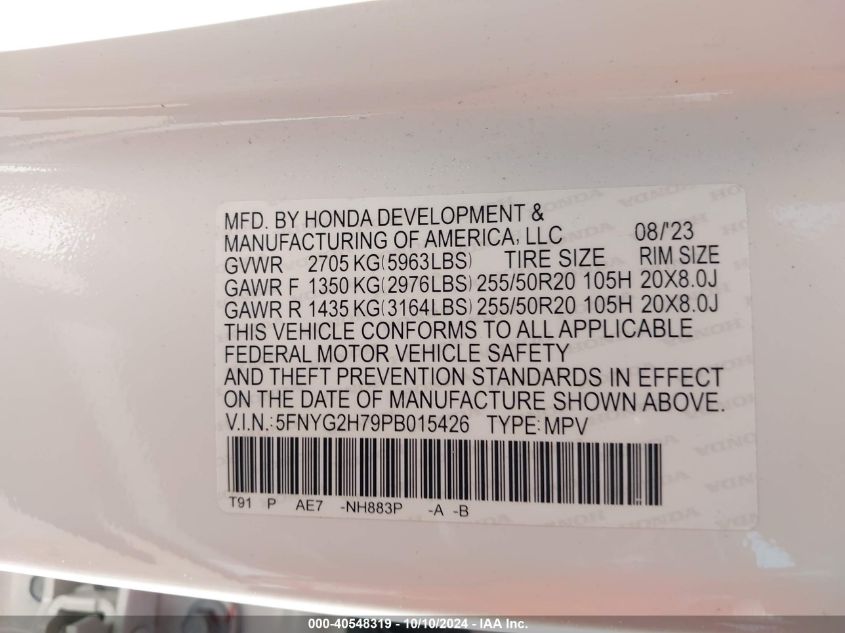 MFD. BY HONDA DEVELOPMENT &
MANUFACTURING OF AMERICA, LLC 08/'23
GVWR 2705 KG(5963LBS) TIRE SIZE RIM SIZE
GAWR F 1350 KG(2976LBS) 255/50R20 105H 20X8.0J
GAWR R 1435 KG(3164LBS) 255/50R20 105H 20X8.0J
THIS VEHICLE CONFORMS TO ALL APPLICABLE
FEDERAL MOTOR VEHICLE SAFETY
AND THEFT PREVENTION STANDARDS IN EFFECT
ON THE DATE OF MANUFACTURE SHOWN ABOVE.
V.I.N.:5FNYG2H79PB015426 TYPE:MPV
T91 P AE7 -NH883P -A -B
000-40548319 - 10/10/2024 - IAA Inc.